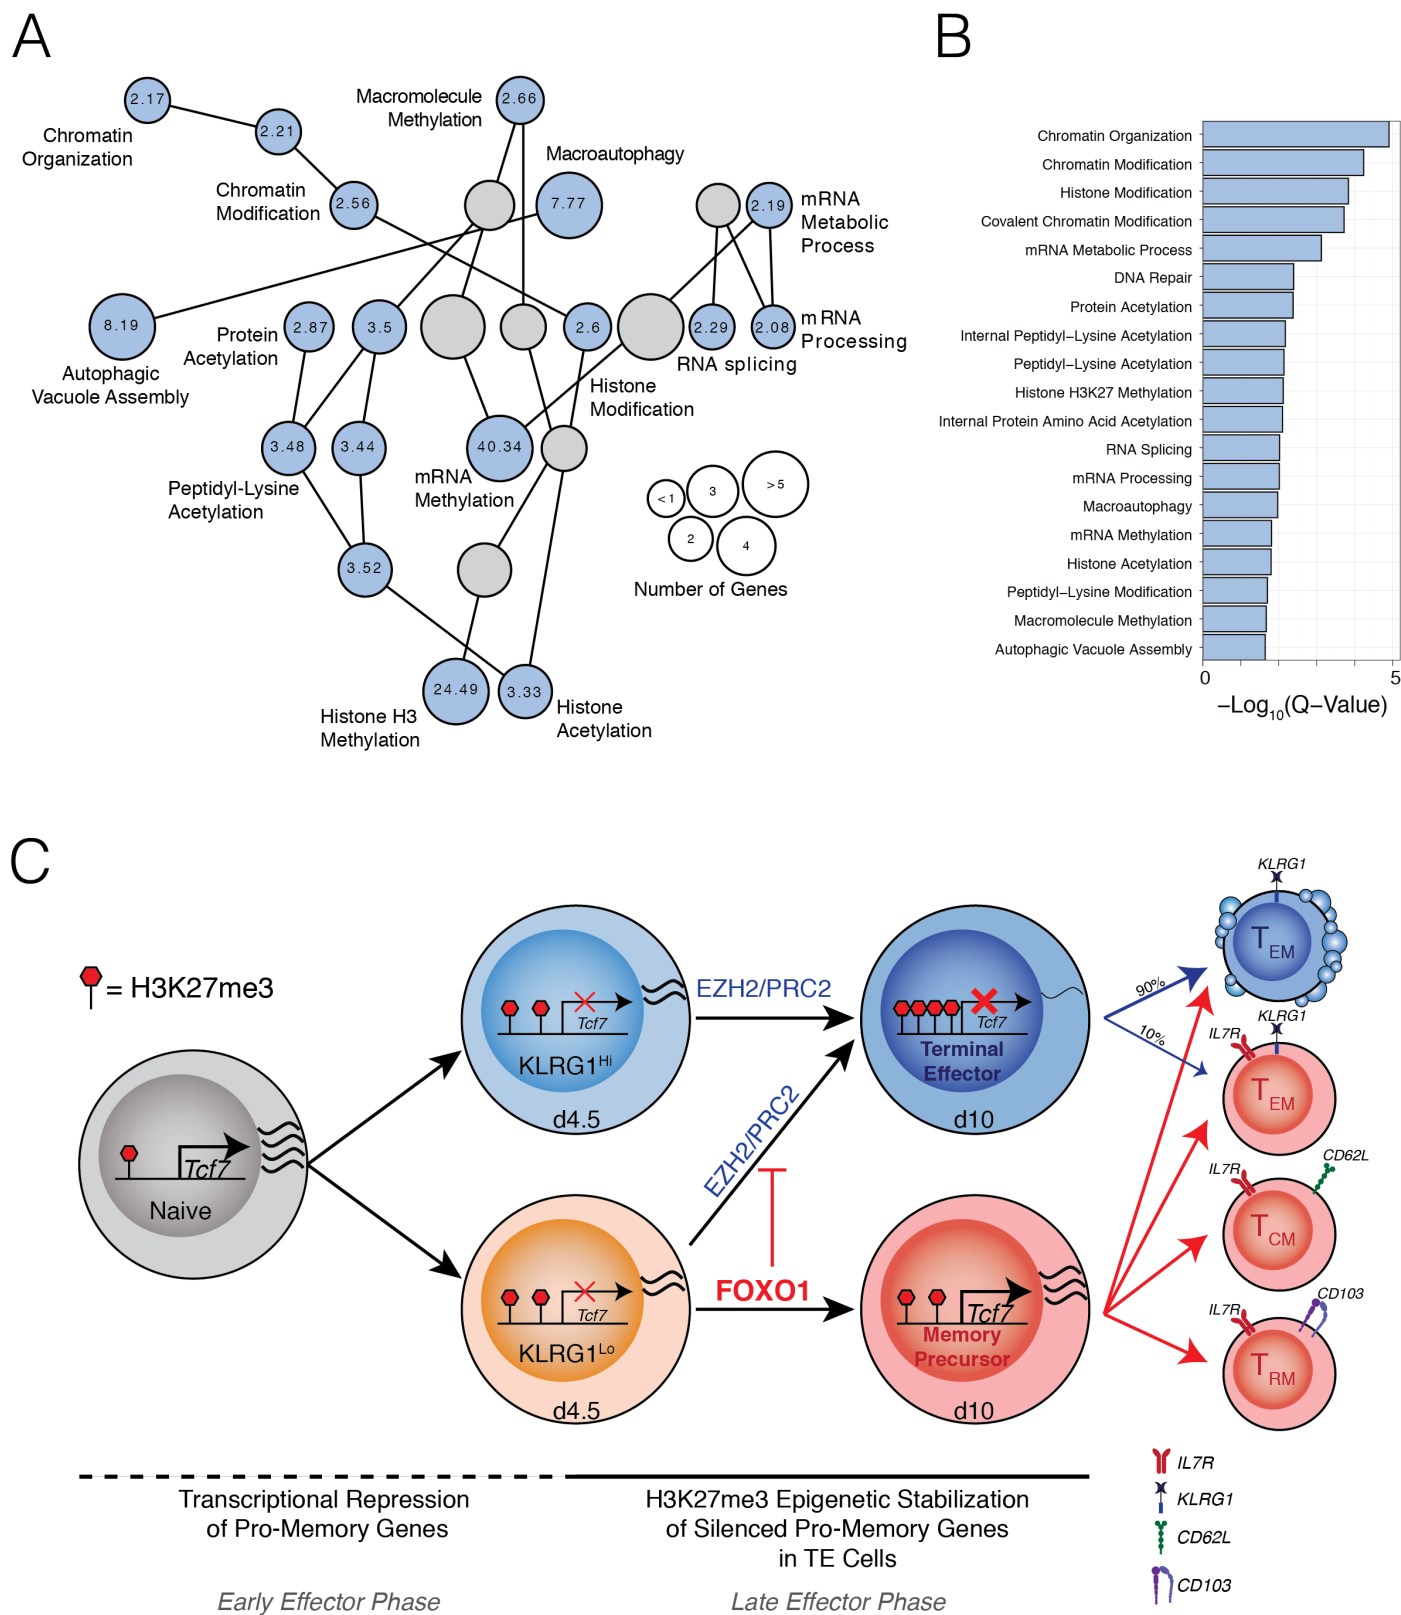 A
2.17
2.21
Chromatin
Organization
Chromatin
Modification
2.56
Macromolecule
Methylation
2.66
Macroautophagy
7.77
2.19
mRNA
Metabolic
Process
8.19
Autophagic
Vacuole Assembly
Protein
Acetylation
2.87
3.5
2.6
Histone
Modification
2.29
RNA splicing
2.08
mRNA
Processing
3.48
3.44
Peptidyl-Lysine
Acetylation
40.34
mRNA
Methylation
3.52
24.49
Histone H3
Methylation
3.33
Histone
Acetylation
<1
3
>5
2
4
Number of Genes
B
Chromatin Organization
Chromatin Modification
Histone Modification
Covalent Chromatin Modification
mRNA Metabolic Process
DNA Repair
Protein Acetylation
Internal Peptidyl−Lysine Acetylation
Peptidyl−Lysine Acetylation
Histone H3K27 Methylation
Internal Protein Amino Acid Acetylation
RNA Splicing
mRNA Processing
Macroautophagy
mRNA Methylation
Histone Acetylation
Peptidyl−Lysine Modification
Macromolecule Methylation
Autophagic Vacuole Assembly
0
5
−Log10(Q−Value)
C
= H3K27me3
Tcf7
Naive
Tcf7
KLRG1Hi
d4.5
EZH2/PRC2
Tcf7
Terminal
Effector
d10
EZH2/PRC2
Tcf7
KLRG1Lo
d4.5
FOXO1
Tcf7
Memory
Precursor
d10
90%
10%
KLRG1
TEM
IL7R
KLRG1
TEM
IL7R
CD62L
TCM
IL7R
CD103
TRM
IL7R
KLRG1
CD62L
CD103
Transcriptional Repression
of Pro-Memory Genes
Early Effector Phase
H3K27me3 Epigenetic Stabilization
of Silenced Pro-Memory Genes
in TE Cells
Late Effector Phase